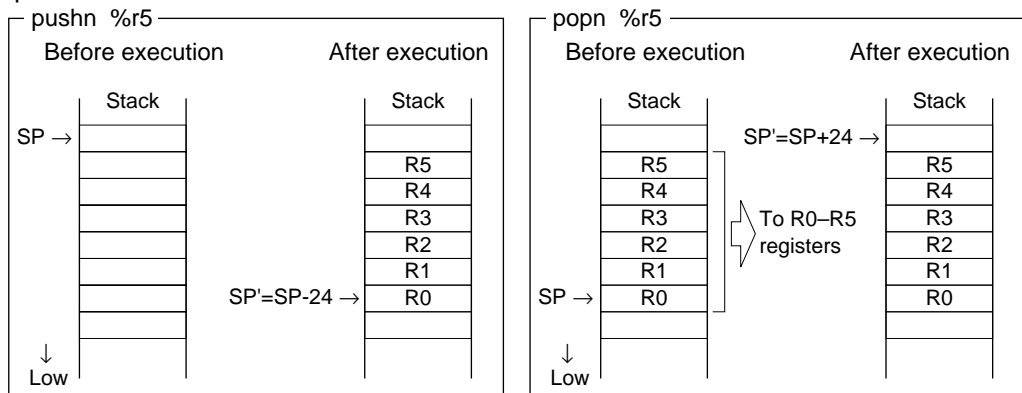 pushn %r5
Before execution
After execution
Stack
Stack
SP →
R5
R4
R3
R2
R1
SP'=SP-24 →
R0
↓
Low
popn %r5
Before execution
After execution
Stack
Stack
SP'=SP+24 →
R5
R5
R4
R4
R3
R3
To R0–R5
registers
R2
R2
R1
R1
SP →
R0
R0
↓
Low